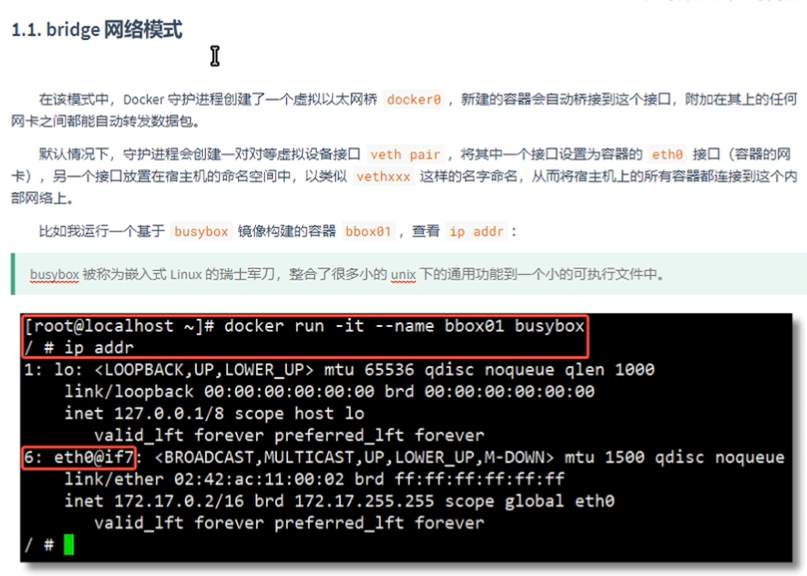 1.1. bridge 网络模式
在该模式中，Docker 守护进程创建了一个虚拟以太网桥 docker0 ，新建的容器会自动桥接到这个接口，附加在其上的任何
网卡之间都能自动转发数据包。
默认情况下，守护进程会创建一对对等虚拟设备接口 veth pair ，将其中一个接口设置为容器的 eth0 接口（容器的网
卡），另一个接口放置在宿主机的命名空间中，以类似 vethxxx 这样的名字命名，从而将宿主机上的所有容器都连接到这个内
部网络上。
比如我运行一个基于 busybox 镜像构建的容器 bbox01 ，查看 ip addr ：
busybox 被称为嵌入式 Linux 的瑞士军刀，整合了很多小的 unix 下的通用功能到一个小的可执行文件中。
[root@localhost ~]# docker run -it --name bbox01 busybox
/ # ip addr
1: lo: <LOOPBACK,UP,LOWER_UP> mtu 65536 qdisc noqueue qlen 1000
link/loopback 00:00:00:00:00:00 brd 00:00:00:00:00:00
inet 127.0.0.1/8 scope host lo
valid_lft forever preferred_lft forever
6: eth0@if7: <BROADCAST,MULTICAST,UP,LOWER_UP,M-DOWN> mtu 1500 qdisc noqueue
link/ether 02:42:ac:11:00:02 brd ff:ff:ff:ff:ff:ff
inet 172.17.0.2/16 brd 172.17.255.255 scope global eth0
valid_lft forever preferred_lft forever
/ #